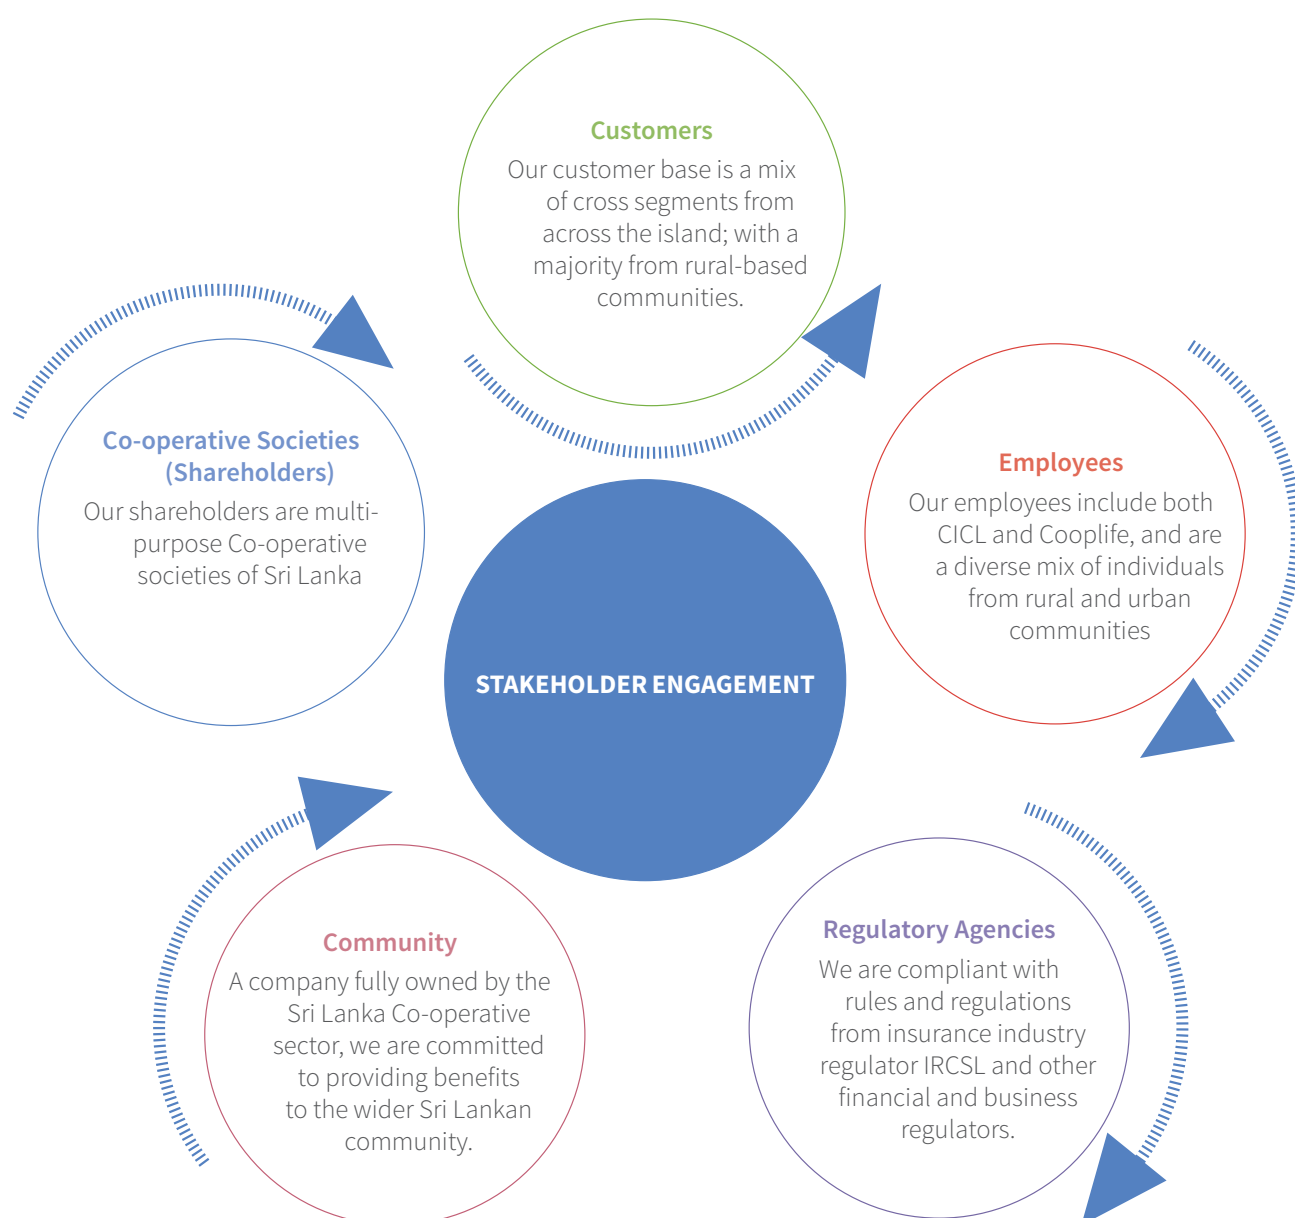 Customers
Our customer base is a mix
of cross segments from
across the island; with a
majority from rural-based
communities.
Co-operative Societies
(Shareholders)
Our shareholders are multi-
purpose Co-operative
societies of Sri Lanka
Employees
Our employees include both
CICL and Cooplife, and are
a diverse mix of individuals
from rural and urban
communities
STAKEHOLDER ENGAGEMENT
Community
A company fully owned by the
Sri Lanka Co-operative
sector, we are committed
to providing benefits
to the wider Sri Lankan
community.
Regulatory Agencies
We are compliant with
rules and regulations
from insurance industry
regulator IRCSL and other
financial and business
regulators.